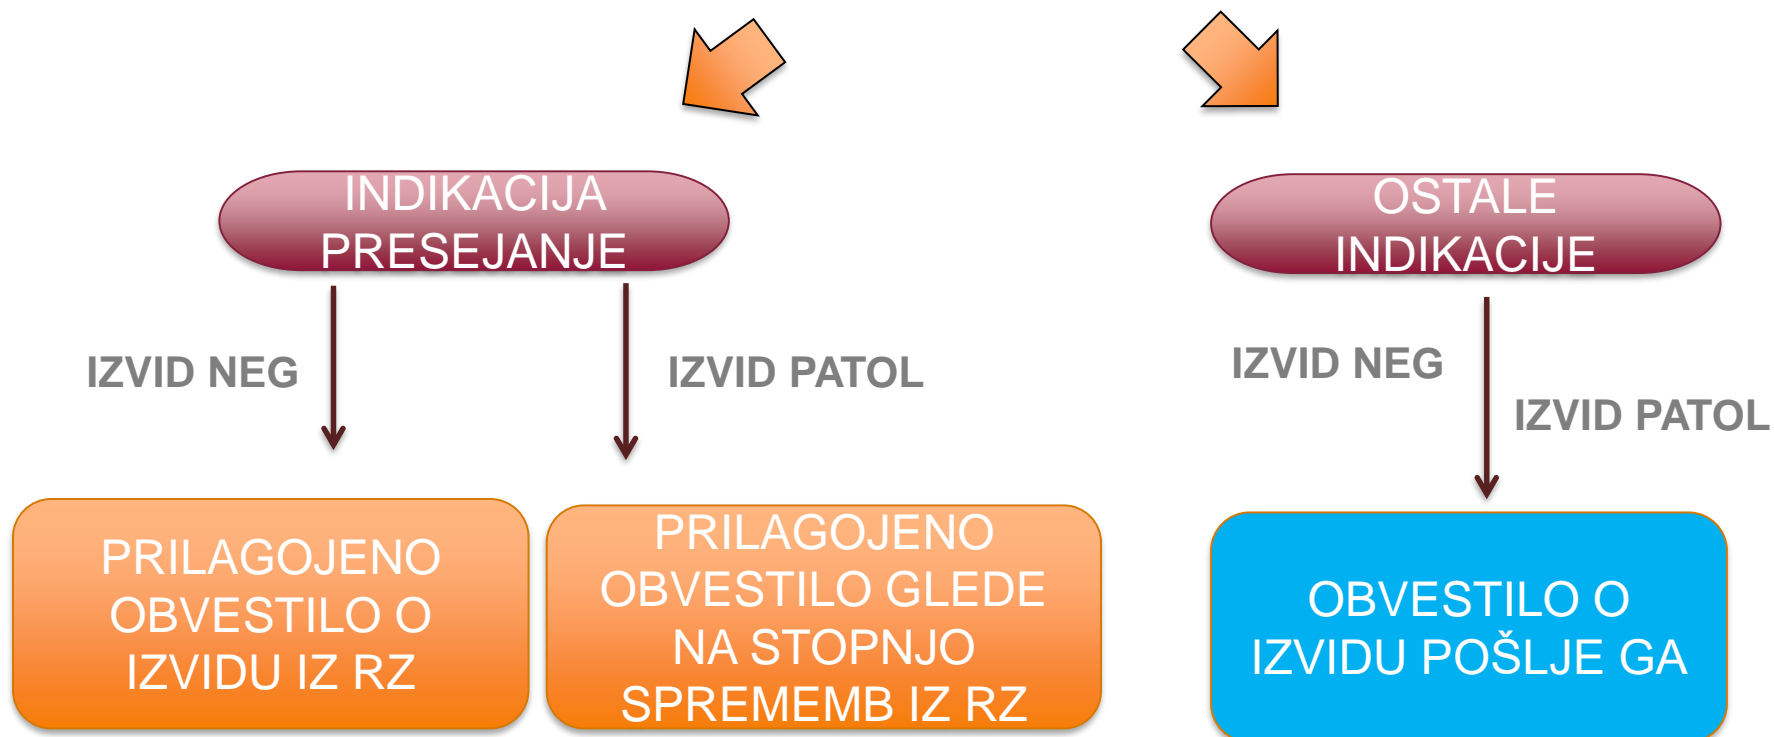 INDIKACIJA
PRESEJANJE
OSTALE
INDIKACIJE
IZVID NEG
IZVID PATOL
IZVID NEG
IZVID PATOL
PRILAGOJENO
OBVESTILO O
IZVIDU IZ RZ
PRILAGOJENO
OBVESTILO GLEDE
NA STOPNJO
SPREMEMB IZ RZ
OBVESTILO O
IZVIDU POŠLJE GA